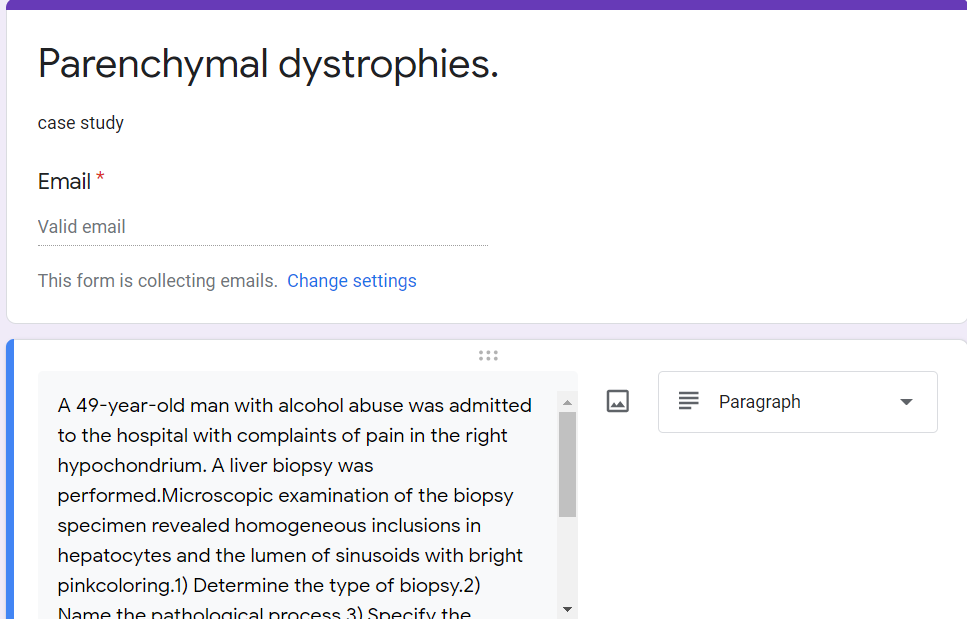 Parenchymal dystrophies.
case study
Email *
Valid email
This form is collecting emails. Change settings
A 49-year-old man with alcohol abuse was admitted
to the hospital with complaints of pain in the right
hypochondrium. A liver biopsy was
performed.Microscopic examination of the biopsy
specimen revealed homogeneous inclusions in
hepatocytes and the lumen of sinusoids with bright
pinkcoloring.1) Determine the type of biopsy.2)
Name the pathological process.3) Specify the
Paragraph